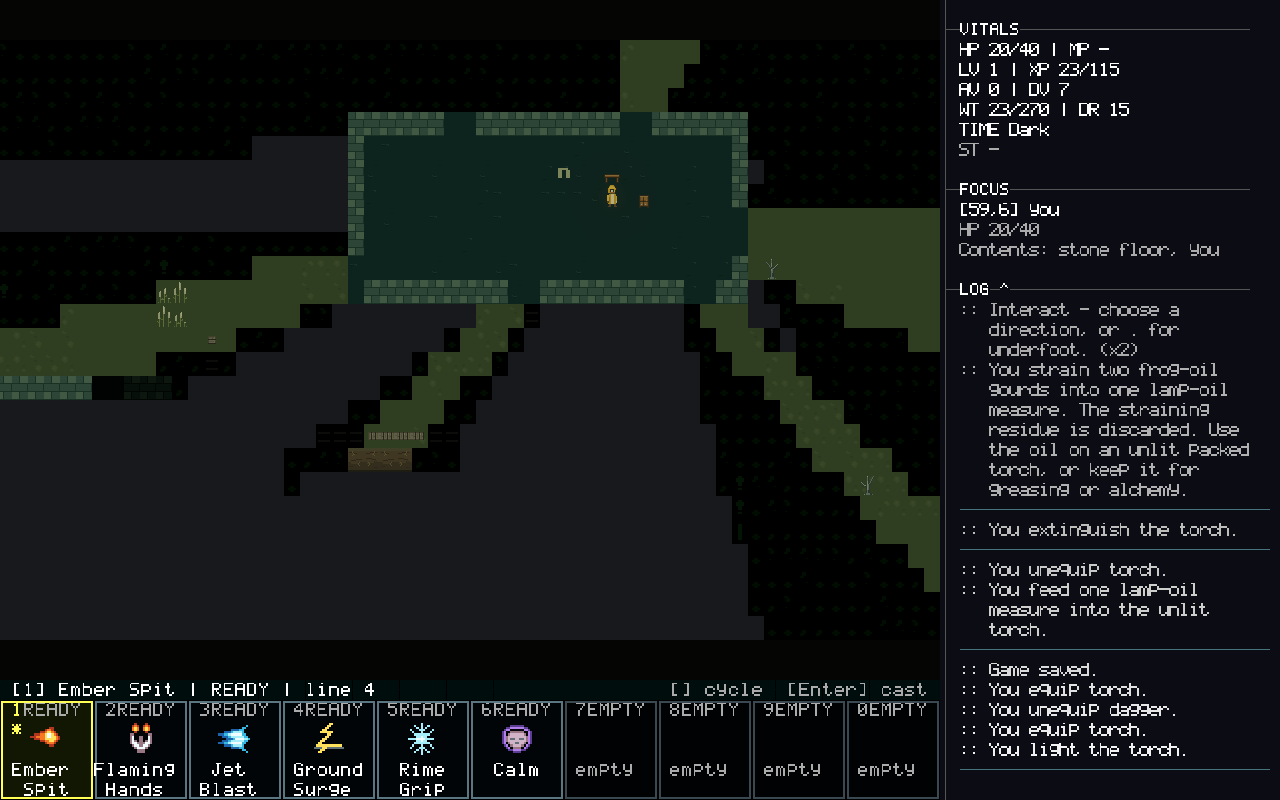 VITALS
HP 20/40 | MP -
LV 1 | XP 23/115
AV 0 | DV 7
WT 23/270 | DR 15
TIME Dark
ST -
FOCUS
[59,6] You
HP 20/40
Contents: stone floor, You
LOG ^
:: Interact - choose a
direction, or . for
underfoot. (x2)
:: You strain two frog-oil
gourds into one lamp-oil
measure. The straining
residue is discarded. Use
the oil on an unlit Packed
torch, or keep it for
greasing or alchemy.
:: You extinguish the torch.
:: You unequip torch.
:: You feed one lamp-oil
measure into the unlit
torch.
:: Game saved.
:: You equip torch.
:: You unequip dagger.
:: You equip torch.
:: You light the torch.
n
[1] Ember Spit | READY | line 4
[] cycle [Enter] cast
1READY 2READY 3READY 4READY 5READY 6READY 7EMPTY 8EMPTY 9EMPTY 0EMPTY
*
Ember Spit
Flaming Hands
Jet Blast
Ground Surge
Rime Grip
Calm
empty
empty
empty
empty